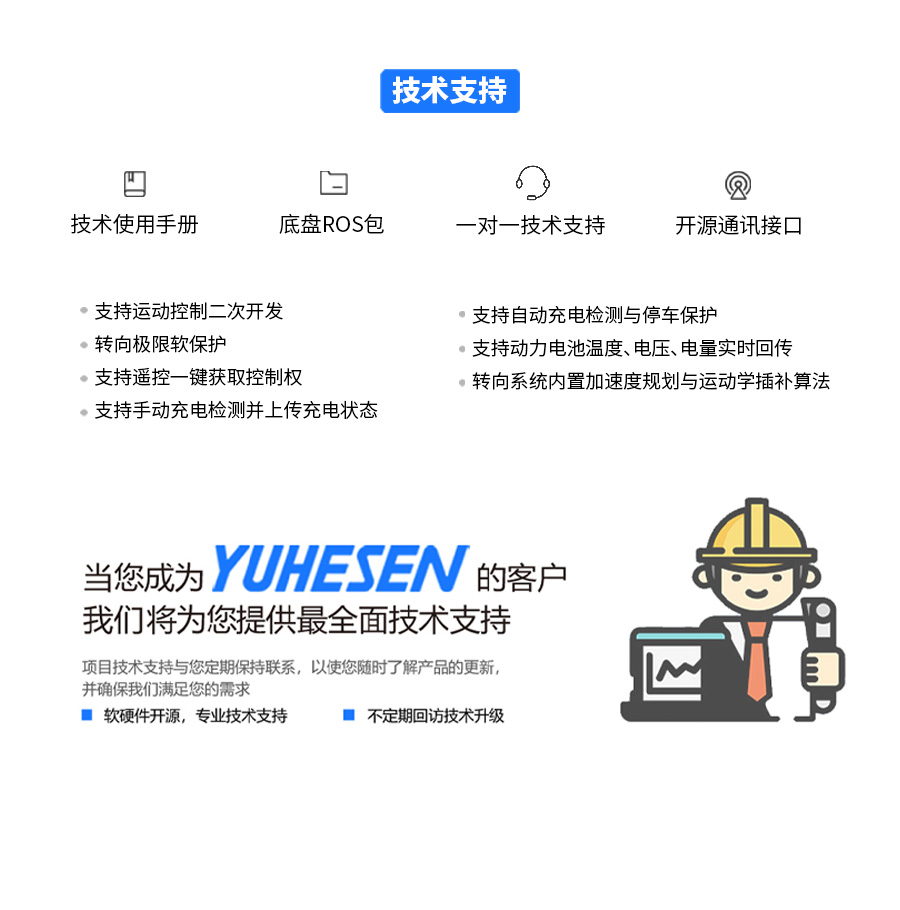 技术支持
技术使用手册
底盘ROS包
一对一技术支持
开源通讯接口
支持运动控制二次开发
转向极限软保护
支持遥控一键获取控制权
支持手动充电检测并上传充电状态
支持自动充电检测与停车保护
支持动力电池温度、电压、电量实时回传
转向系统内置加速度规划与运动学插补算法
当您成为 YUHESEN 的客户
我们将为您提供最全面技术支持
项目技术支持与您定期保持联系，以使您随时了解产品的更新，
并确保我们满足您的需求
软硬件开源，专业技术支持
不定期回访技术升级